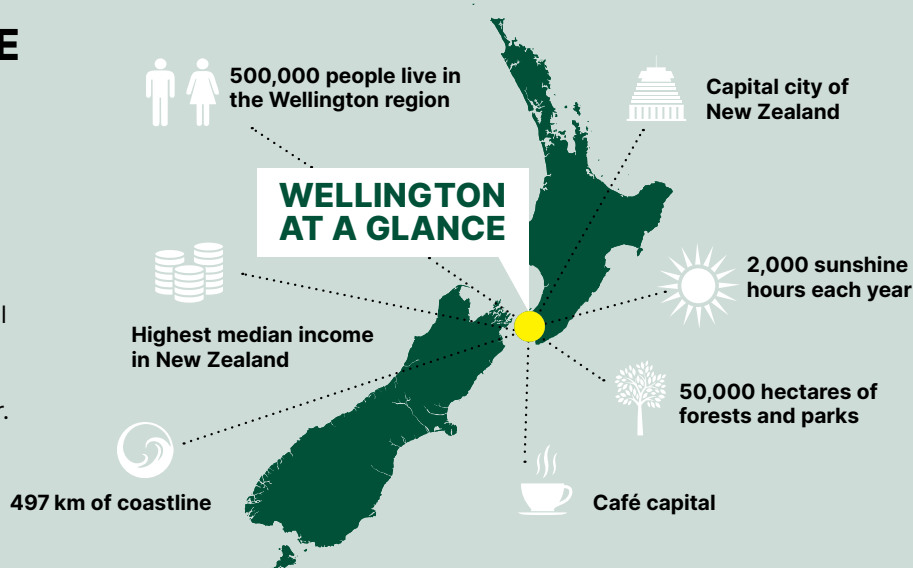 E
500,000 people live in
the Wellington region
Capital city of
New Zealand
WELLINGTON
AT A GLANCE
2,000 sunshine
hours each year
Highest median income
in New Zealand
l
50,000 hectares of
forests and parks
r.
497 km of coastline
Café capital